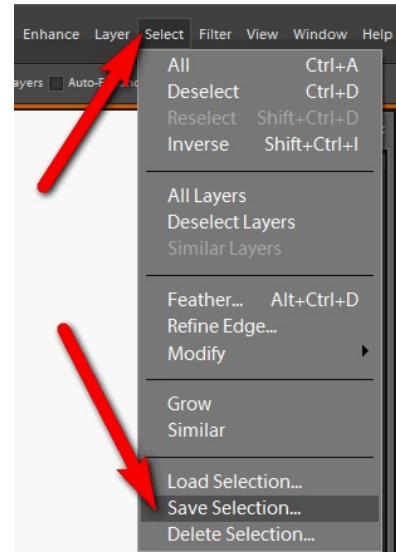 Enhance Layer Select Filter View Window Help
ayers Auto-Enhanc
All Ctrl+A
Deselect Ctrl+D
Reselect Shift+Ctrl+D
Inverse Shift+Ctrl+I
All Layers
Deselect Layers
Similar Layers
Feather... Alt+Ctrl+D
Refine Edge...
Modify
Grow
Similar
Load Selection...
Save Selection...
Delete Selection...